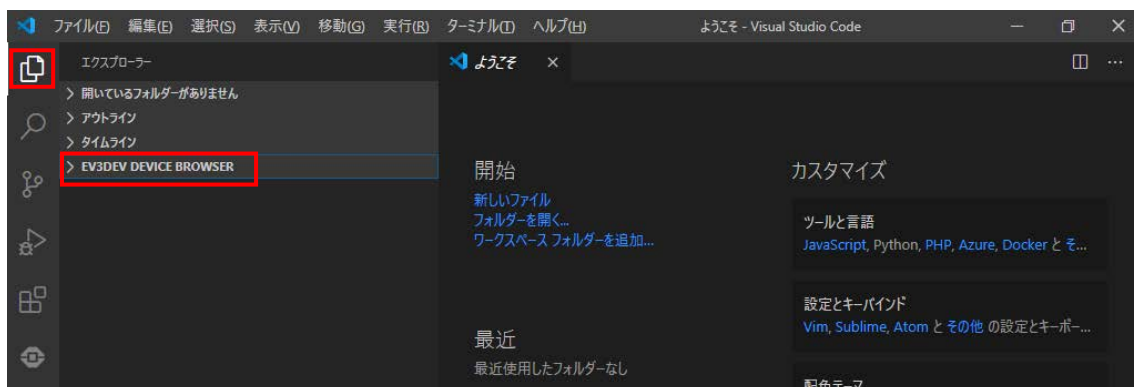 ファイル(F) 編集(E) 選択(S) 表示(V) 移動(G) 実行(R) ターミナル(T) ヘルプ(H) ようこそ - Visual Studio Code
エクスプローラー
ようこそ
開いているフォルダーがありません
アウトライン
タイムライン
EV3DEV DEVICE BROWSER
開始
新しいファイル
フォルダーを開く...
ワークスペース フォルダーを追加...
最近
最近使用したフォルダーなし
カスタマイズ
ツールと言語
JavaScript, Python, PHP, Azure, Docker と そ...
設定とキーバインド
Vim, Sublime, Atom と その他 の設定とキーボー...
配色テーマ